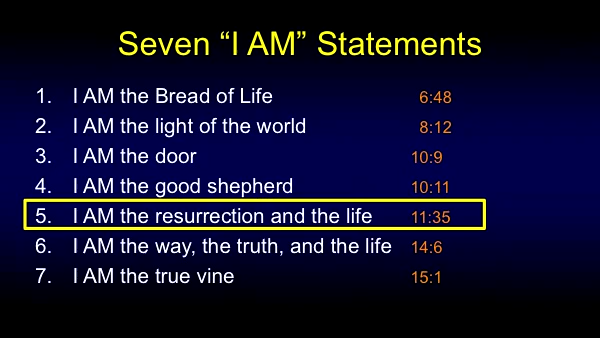 Seven “I AM” Statements
1. I AM the Bread of Life 6:48
2. I AM the light of the world 8:12
3. I AM the door 10:9
4. I AM the good shepherd 10:11
5. I AM the resurrection and the life 11:35
6. I AM the way, the truth, and the life 14:6
7. I AM the true vine 15:1